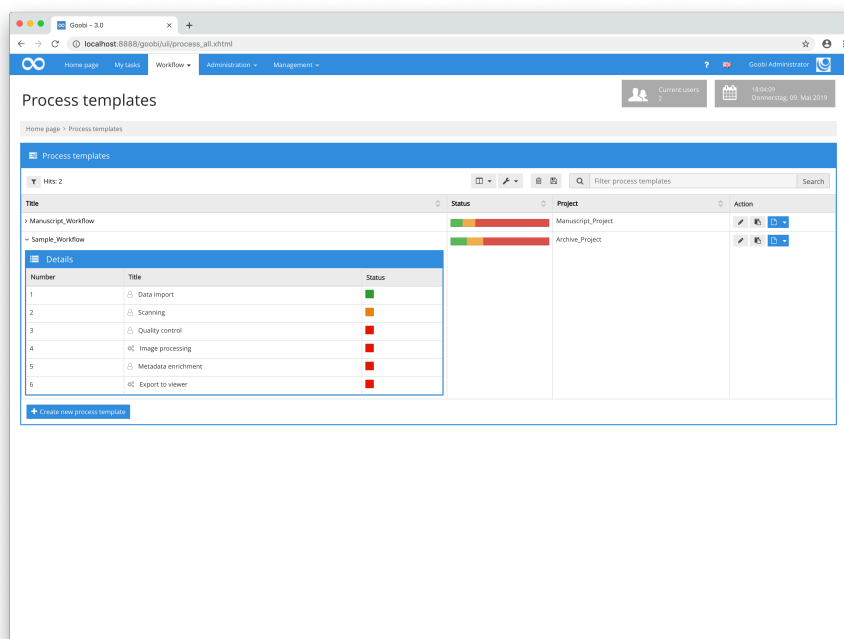 Goobi – 3.0
localhost:8888/goobi/uii/process_all.xhtml
Home page My tasks Workflow Administration Management ? Goobi Administrator
Process templates
Current users
2
18:04:09
Donnerstag, 09. Mai 2019
Home page > Process templates
Process templates
Hits: 2
Filter process templates
Search
Title Status Project Action
Manuscript_Workflow Manuscript_Project
Sample_Workflow Archive_Project
Details
Number Title Status
1 Data import
2 Scanning
3 Quality control
4 Image processing
5 Metadata enrichment
6 Export to viewer
Create new process template